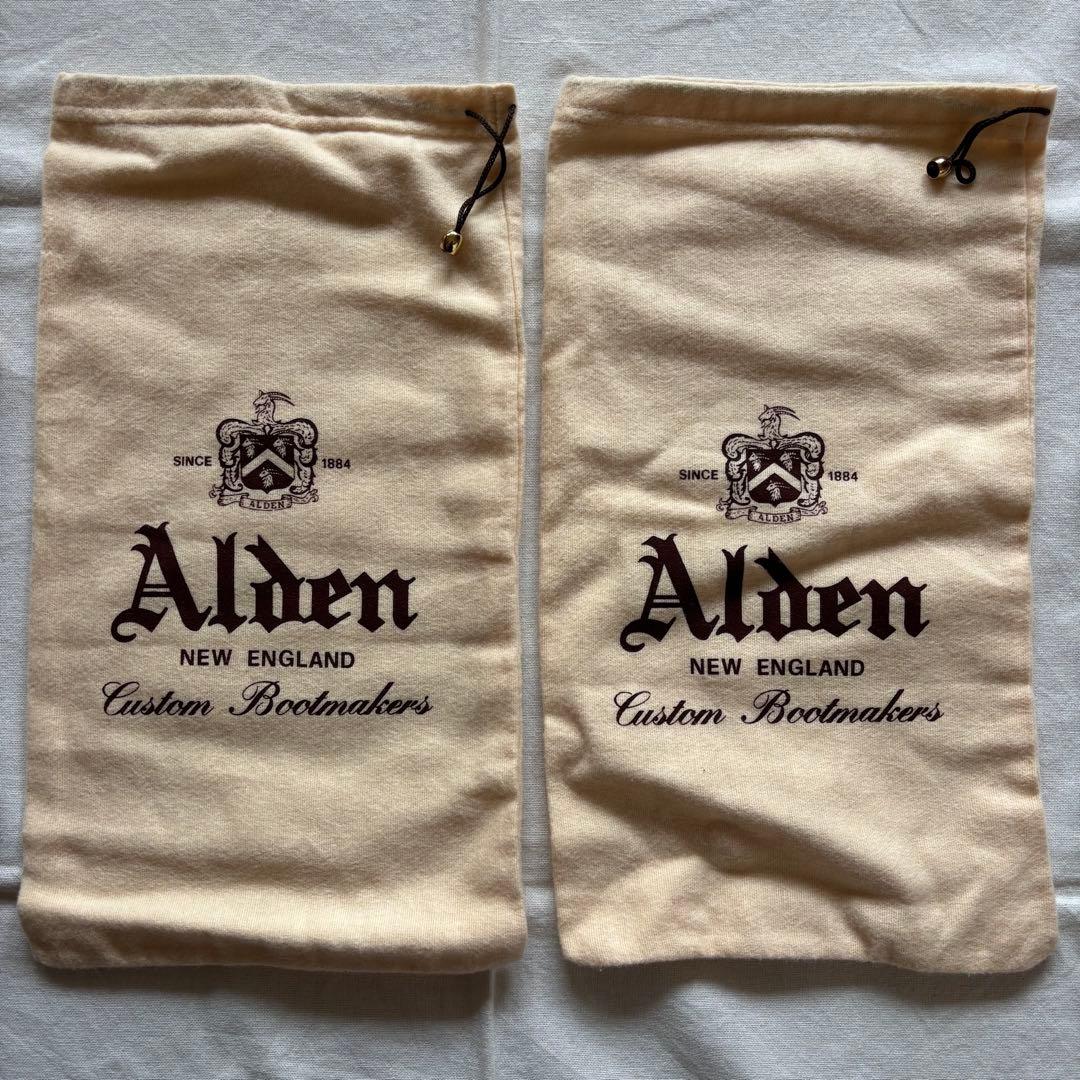 SINCE 1884
ALDEN
Alden
NEW ENGLAND
Custom Bootmakers
SINCE 1884
ALDEN
Alden
NEW ENGLAND
Custom Bootmakers